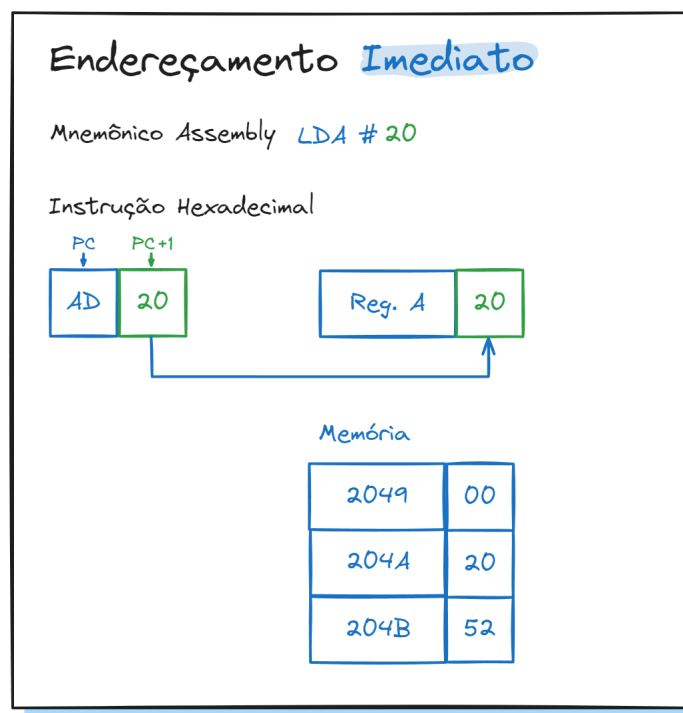 Endereçamento Imediato
Mnemônico Assembly LDA # 20
Instrução Hexadecimal
PC PC+1
AD 20 Reg. A 20
Memória
2049 00
204A 20
204B 52